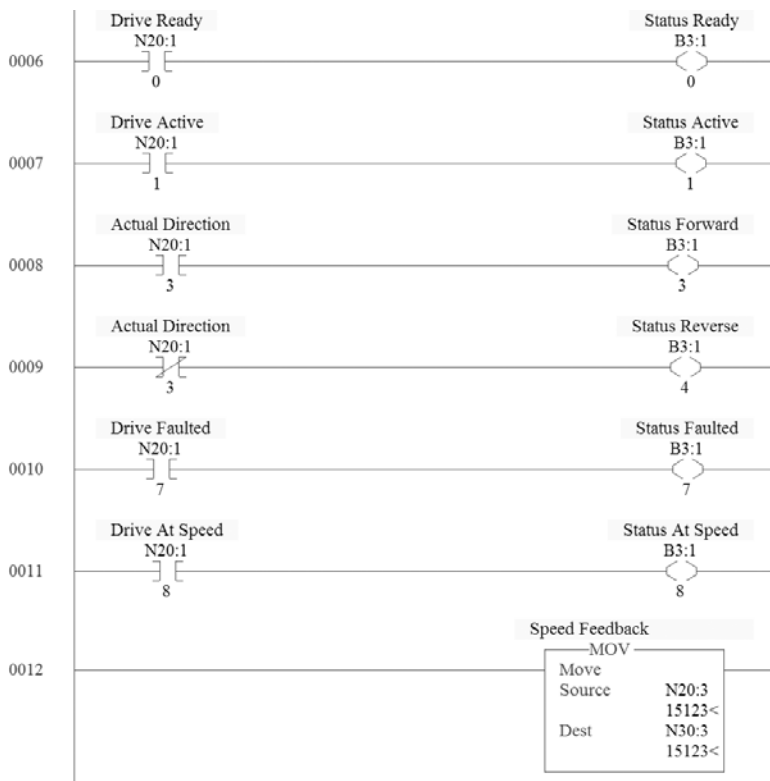 Drive Ready Status Ready
N20:1 B3:1
0006
0 0
Drive Active Status Active
N20:1 B3:1
0007
1 1
Actual Direction Status Forward
N20:1 B3:1
0008
3 3
Actual Direction Status Reverse
N20:1 B3:1
0009
3 4
Drive Faulted Status Faulted
N20:1 B3:1
0010
7 7
Drive At Speed Status At Speed
N20:1 B3:1
0011
8 8
Speed Feedback
MOV
0012
Move
Source N20:3
15123<
Dest N30:3
15123<